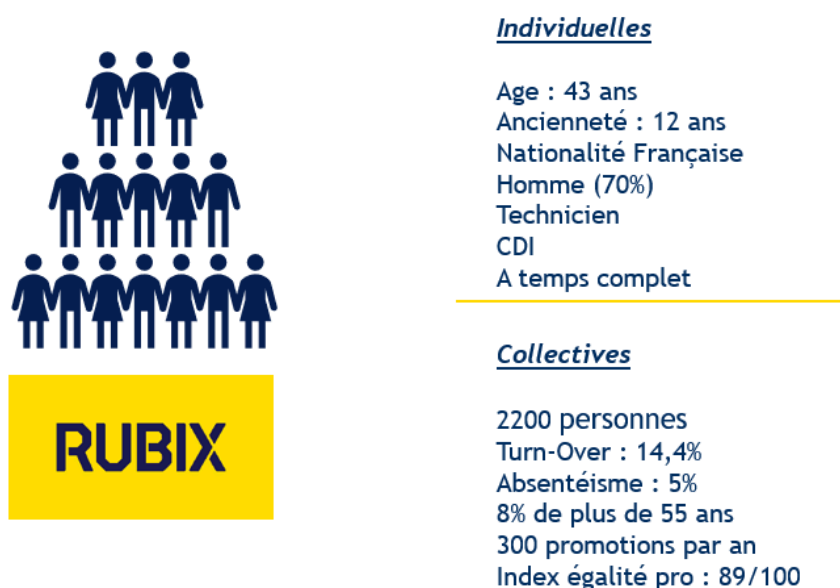 Individuelles
Age : 43 ans
Ancienneté : 12 ans
Nationalité Française
Homme (70%)
Technicien
CDI
A temps complet
Collectives
2200 personnes
Turn-Over : 14,4%
Absentéisme : 5%
8% de plus de 55 ans
300 promotions par an
Index égalité pro : 89/100
RUBIX